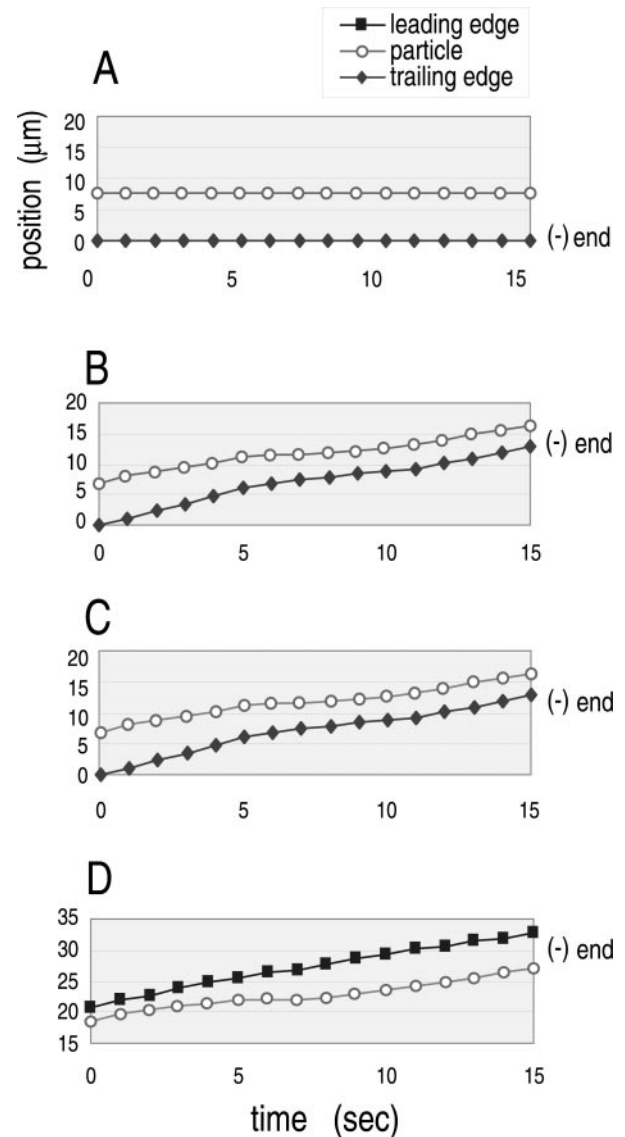 A
leading edge
particle
trailing edge
position (μm)
20
15
10
5
0
(-) end
0 5 10 15
B
20
15
10
5
0
(-) end
0 5 10 15
C
20
15
10
5
0
(-) end
0 5 10 15
D
35
30
25
20
15
(-) end
0 5 10 15
time (sec)